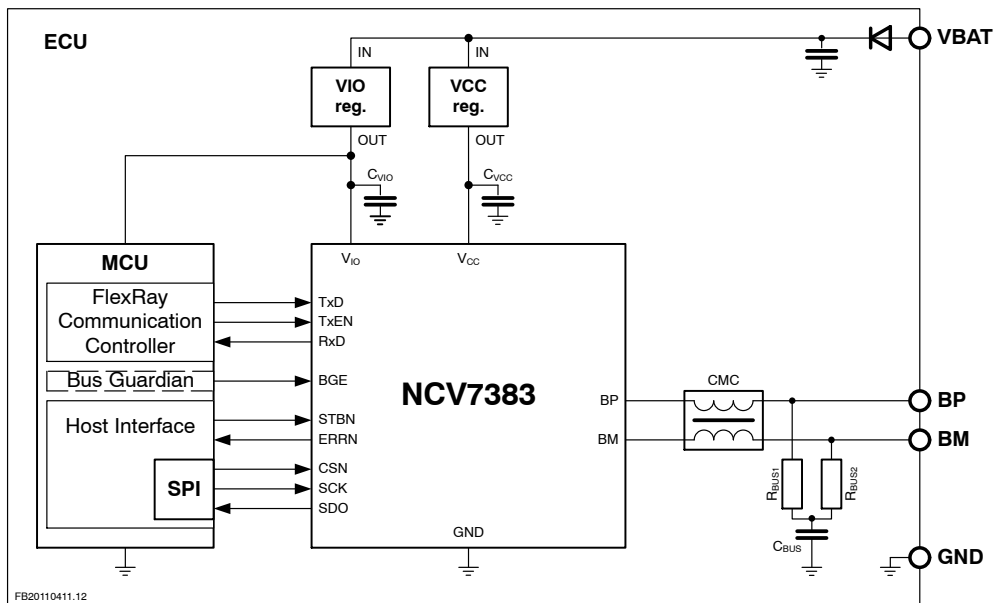 ECU
VBAT
IN
IN
VIO
reg.
VCC
reg.
OUT
OUT
CVIO
CVCC
MCU
VIO
VCC
FlexRay
Communication
Controller
TxD
TxEN
RxD
Bus Guardian
BGE
NCV7383
Host Interface
STBN
ERRN
SPI
CSN
SCK
SDO
GND
BP
BM
CMC
BP
BM
RBUS1
RBUS2
CBUS
GND
FB20110411.12